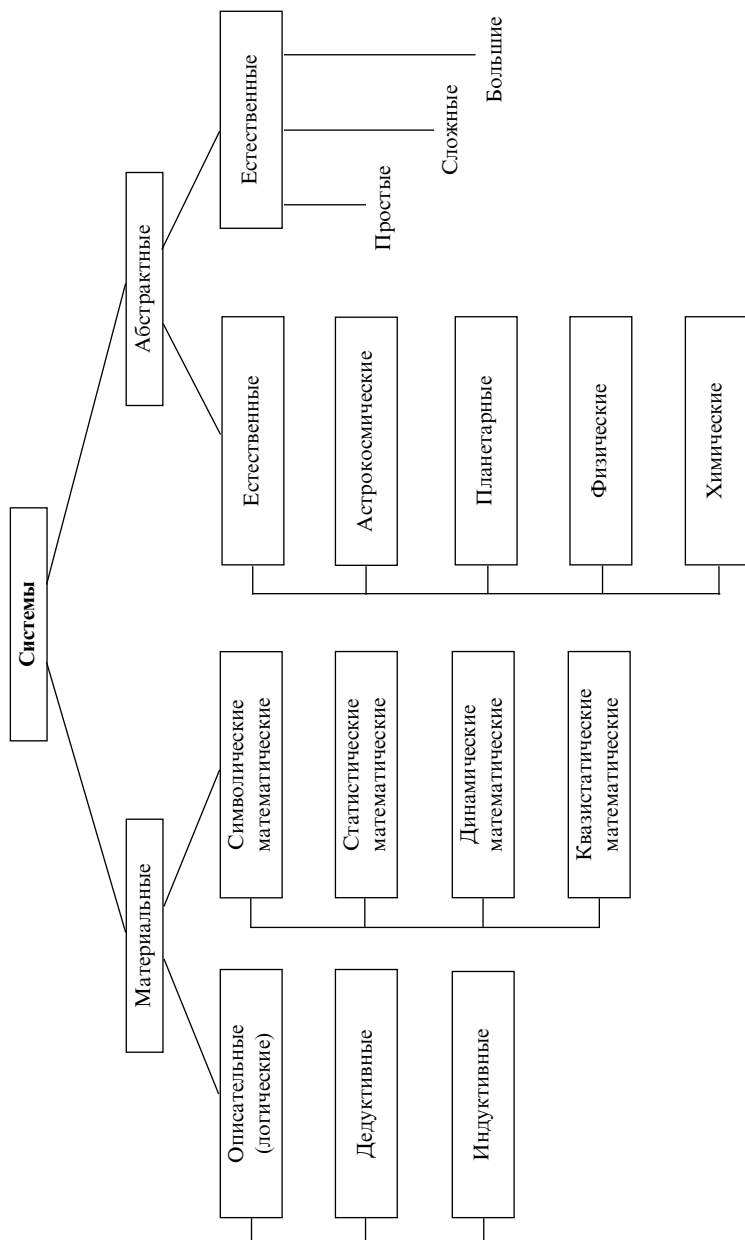 Системы
Материальные
Абстрактные
Описательные
(логические)
Символические
математические
Естественные
Естественные
Дедуктивные
Статистические
математические
Астрокосмические
Простые
Индуктивные
Динамические
математические
Планетарные
Сложные
Квазистатические
математические
Физические
Большие
Химические